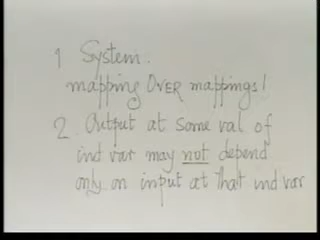 1 System.
mapping OVER mappings!
2. Output at some val of
ind var may not depend
only on input at that ind var